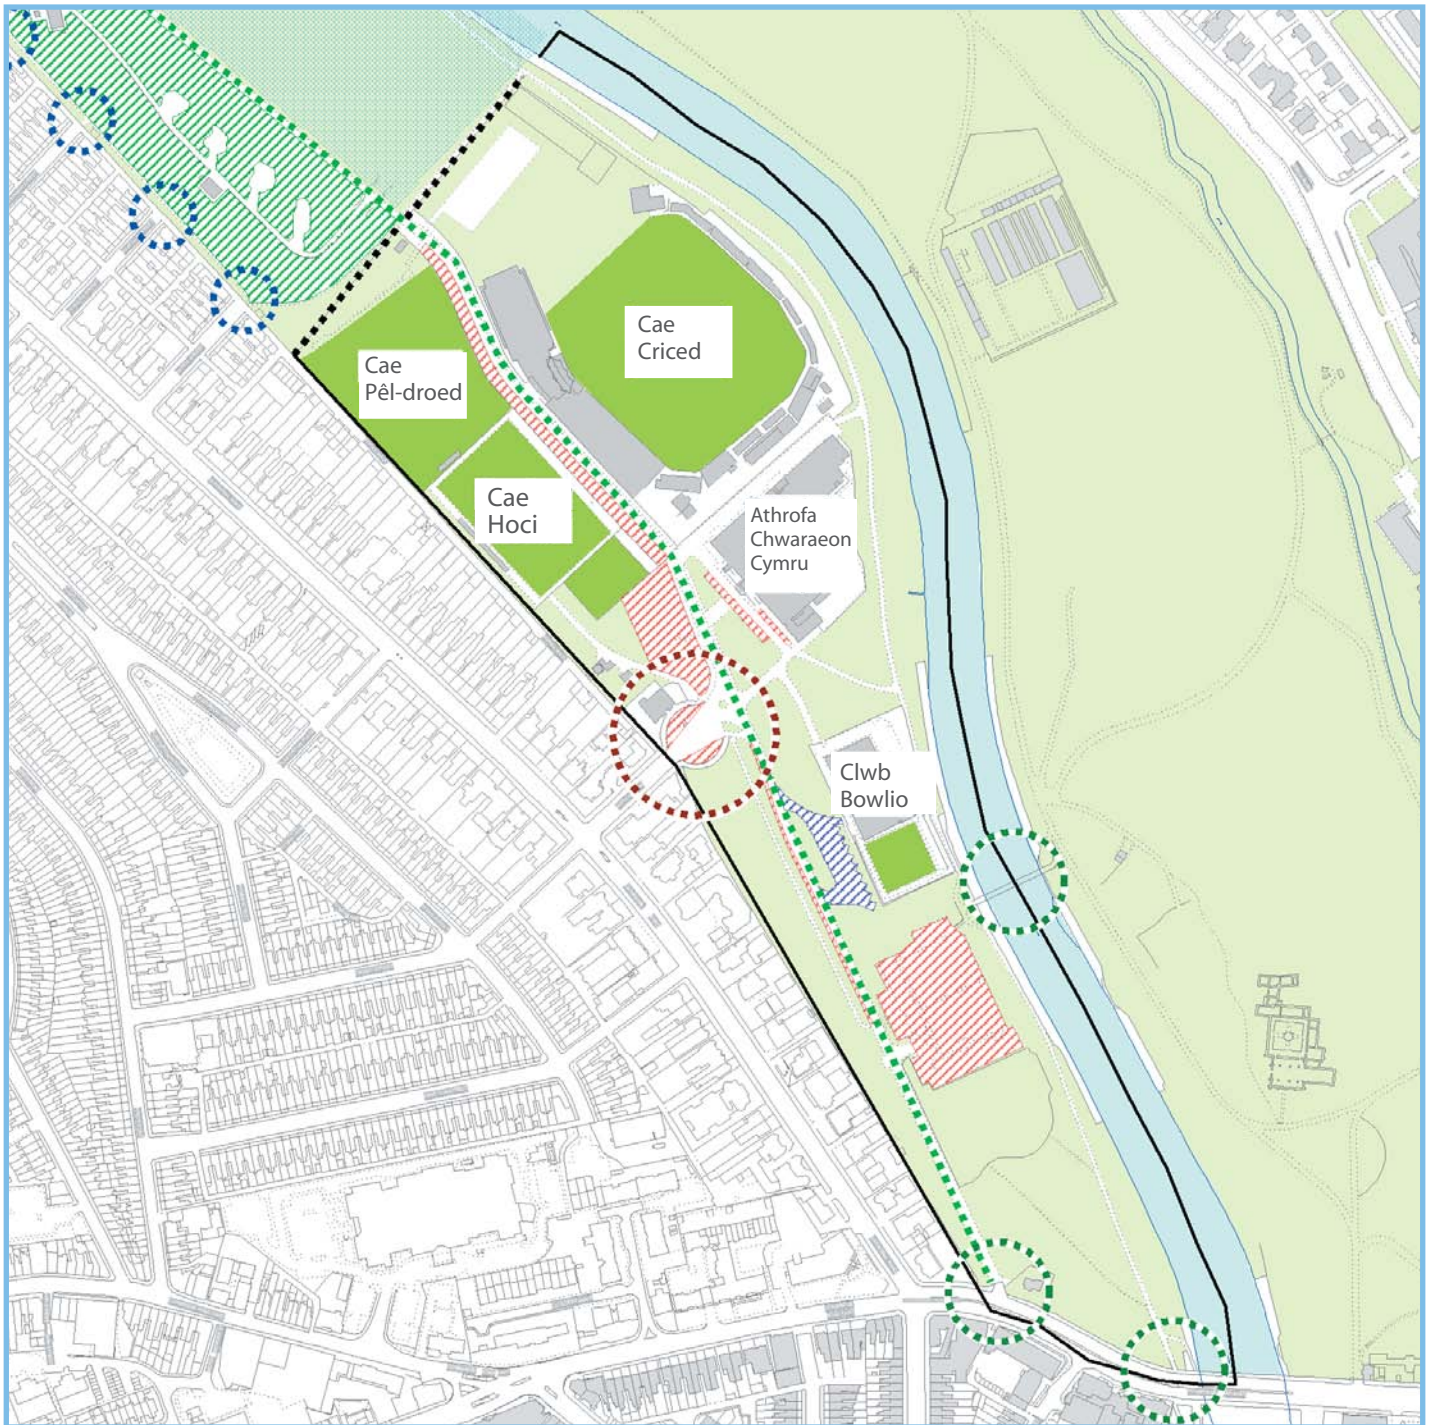 Cae
Criced
Cae
Pêl-droed
Cae
Hoci
Athrofa
Chwaraeon
Cymru
Clwb
Bowlio